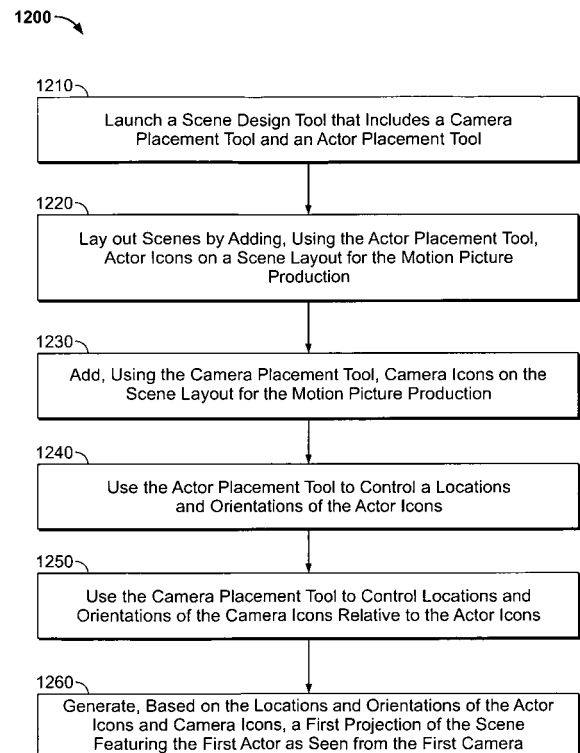 1200
1210
Launch a Scene Design Tool that Includes a Camera
Placement Tool and an Actor Placement Tool
1220
Lay out Scenes by Adding, Using the Actor Placement Tool,
Actor Icons on a Scene Layout for the Motion Picture
Production
1230
Add, Using the Camera Placement Tool, Camera Icons on the
Scene Layout for the Motion Picture Production
1240
Use the Actor Placement Tool to Control a Locations
and Orientations of the Actor Icons
1250
Use the Camera Placement Tool to Control Locations and
Orientations of the Camera Icons Relative to the Actor Icons
1260
Generate, Based on the Locations and Orientations of the Actor
Icons and Camera Icons, a First Projection of the Scene
Featuring the First Actor as Seen from the First Camera